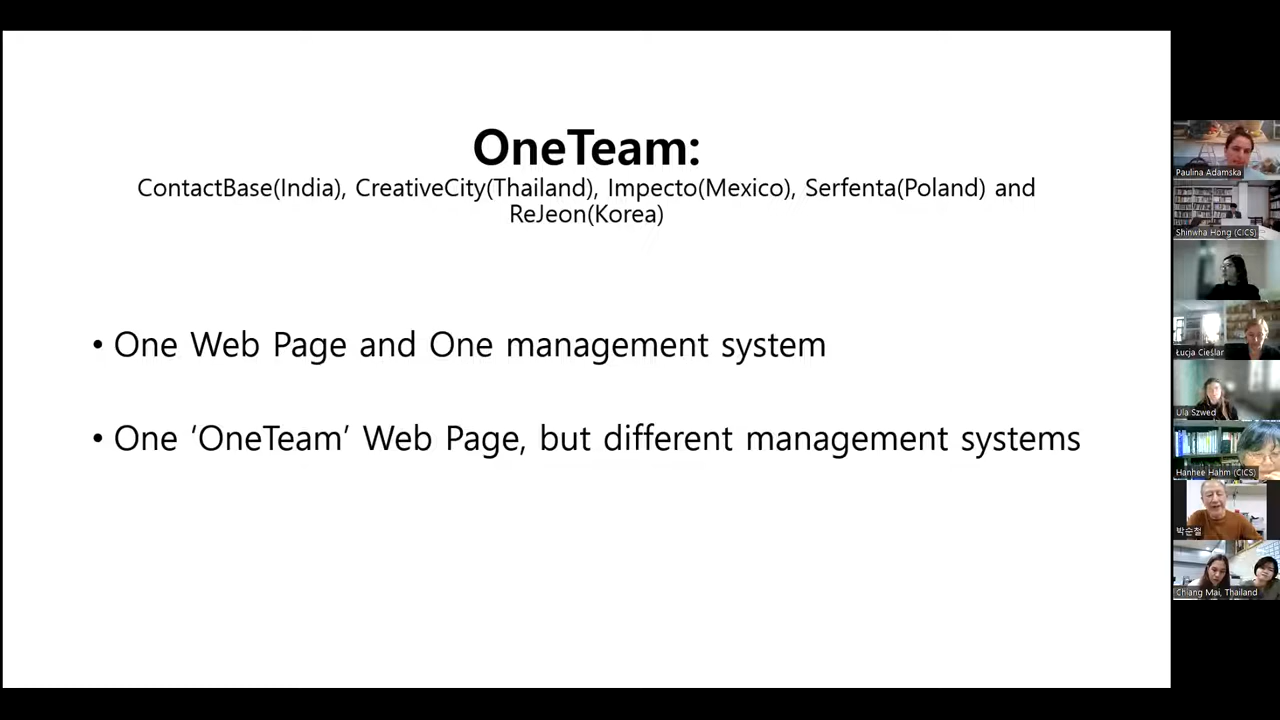 OneTeam:
ContactBase(India), CreativeCity(Thailand), Impecto(Mexico), Serfenta(Poland) and
ReJeon(Korea)
• One Web Page and One management system
• One ‘OneTeam’ Web Page, but different management systems
Paulina Adamska
Shinwha Hong (CICS)
Łucja Cieślar
Ula Szwed
Hanhee Hahm (CICS)
박순철
Chiang Mai, Thailand